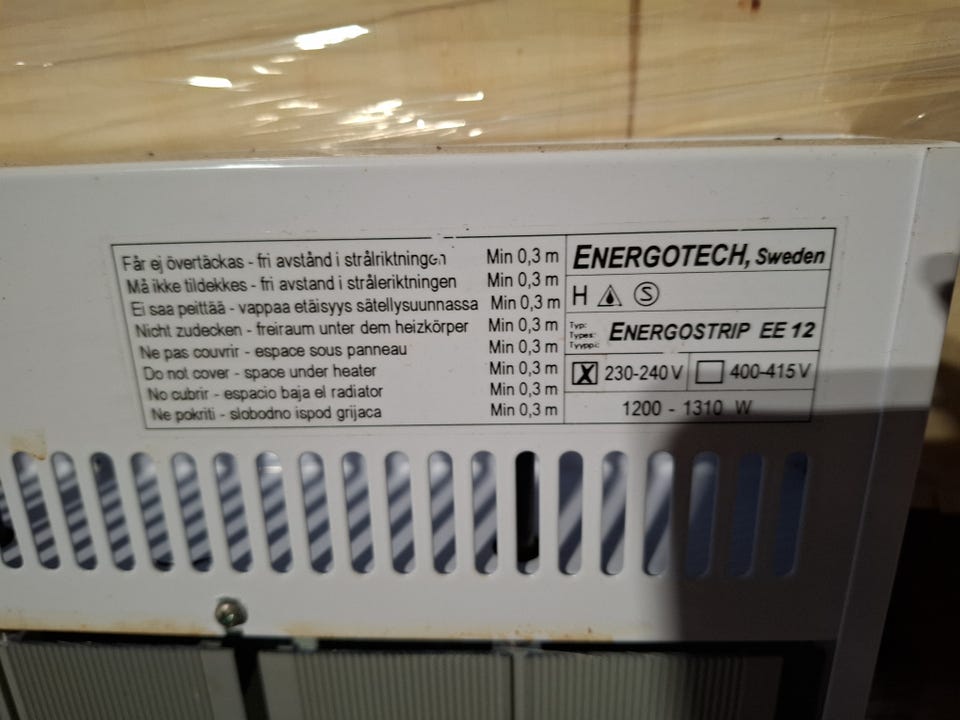 Får ej övertäckas - fri avstånd i strålriktningen Min 0,3 m
Må ikke tildekkes - fri avstand i stråleriktningen Min 0,3 m
Ei saa peittää - vappaa etäisyys sätellysuunnassa Min 0,3 m
Nicht zudecken - freiraum unter dem heizkörper Min 0,3 m
Ne pas couvrir - espace sous panneau Min 0,3 m
Do not cover - space under heater Min 0,3 m
No cubrir - espacio baja el radiator Min 0,3 m
Ne pokriti - slobodno ispod grijaca Min 0,3 m
ENERGOTECH, Sweden
H S
Typ:
Types:
Tyyppi:
ENERGOSTRIP EE 12
X 230-240 V 400-415 V
1200 - 1310 W